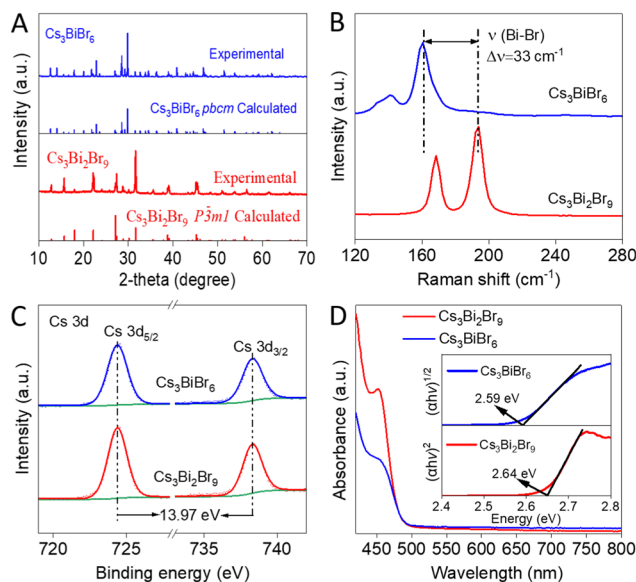 A
Cs₃BiBr₆
Experimental
Cs₃BiBr₆ pbcm Calculated
Cs₃Bi₂Br₉
Experimental
Cs₃Bi₂Br₉ P3̄m1 Calculated
Intensity (a.u.)
10 20 30 40 50 60 70
2-theta (degree)
B
ν (Bi-Br)
Δν=33 cm⁻¹
Cs₃BiBr₆
Cs₃Bi₂Br₉
Intensity (a.u.)
120 160 200 240 280
Raman shift (cm⁻¹)
C
Cs 3d
Cs 3d₅/₂
Cs 3d₃/₂
Cs₃BiBr₆
Cs₃Bi₂Br₉
13.97 eV
Intensity (a.u.)
720 725 735 740
Binding energy (eV)
D
Cs₃Bi₂Br₉
Cs₃BiBr₆
Absorbance (a.u.)
(αhν)¹/²
Cs₃BiBr₆
2.59 eV
(αhν)²
Cs₃Bi₂Br₉
2.64 eV
2.4 2.5 2.6 2.7 2.8
Energy (eV)
450 500 550 600 650 700 750 800
Wavelength (nm)